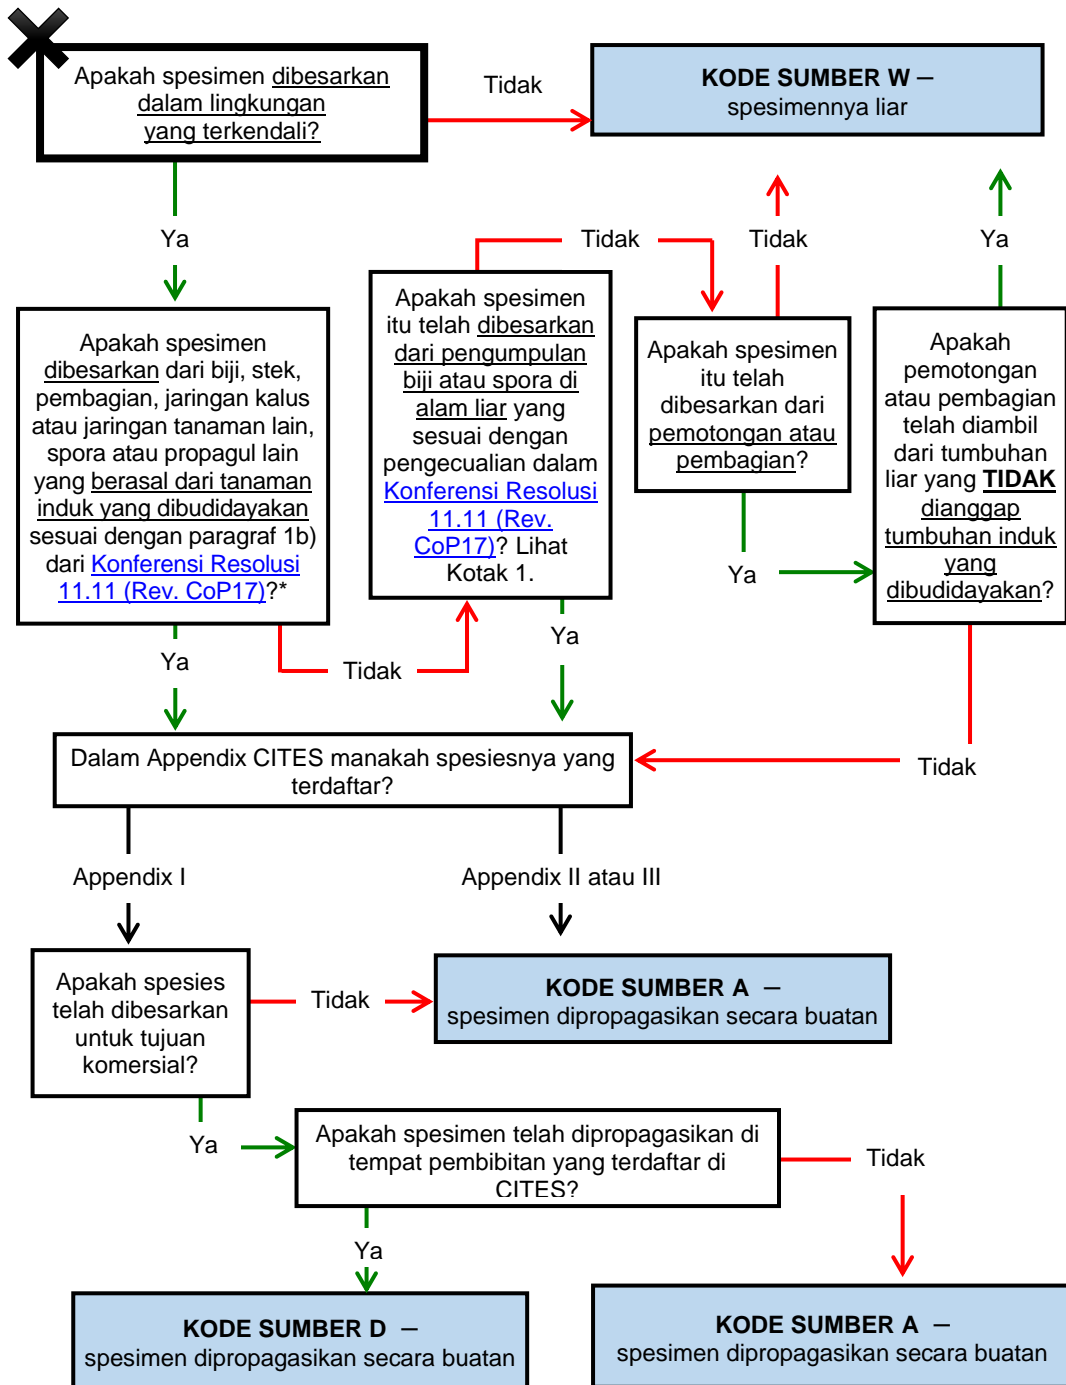 Apakah spesimen dibesarkan
dalam lingkungan
yang terkendali?
Tidak
KODE SUMBER W –
spesimennya liar
Ya
Tidak
Tidak
Ya
Apakah spesimen
dibesarkan dari biji, stek,
pembagian, jaringan kalus
atau jaringan tanaman lain,
spora atau propagul lain
yang berasal dari tanaman
induk yang dibudidayakan
sesuai dengan paragraf 1b)
dari Konferensi Resolusi
11.11 (Rev. CoP17)?*
Apakah spesimen
itu telah dibesarkan
dari pengumpulan
biji atau spora di
alam liar yang
sesuai dengan
pengecualian dalam
Konferensi Resolusi
11.11 (Rev.
CoP17)? Lihat
Kotak 1.
Apakah spesimen
itu telah
dibesarkan dari
pemotongan atau
pembagian?
Apakah
pemotongan
atau pembagian
telah diambil
dari tumbuhan
liar yang TIDAK
dianggap
tumbuhan induk
yang
dibudidayakan?
Ya
Ya
Tidak
Ya
Dalam Appendix CITES manakah spesiesnya yang
terdaftar?
Tidak
Appendix I
Appendix II atau III
Apakah spesies
telah dibesarkan
untuk tujuan
komersial?
Tidak
KODE SUMBER A –
spesimen dipropagasikan secara buatan
Ya
Apakah spesimen telah dipropagasikan di
tempat pembibitan yang terdaftar di
CITES?
Tidak
Ya
KODE SUMBER D –
spesimen dipropagasikan secara buatan
KODE SUMBER A –
spesimen dipropagasikan secara buatan